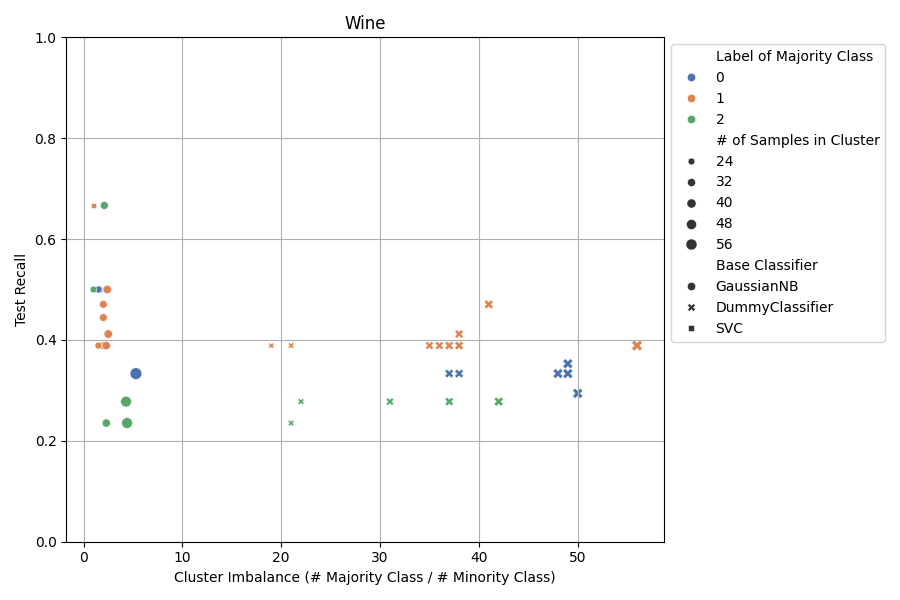 Wine
1.0
0.8
0.6
0.4
0.2
0.0
Test Recall
0 10 20 30 40 50
Cluster Imbalance (# Majority Class / # Minority Class)
Label of Majority Class
0
1
2
# of Samples in Cluster
24
32
40
48
56
Base Classifier
GaussianNB
DummyClassifier
SVC